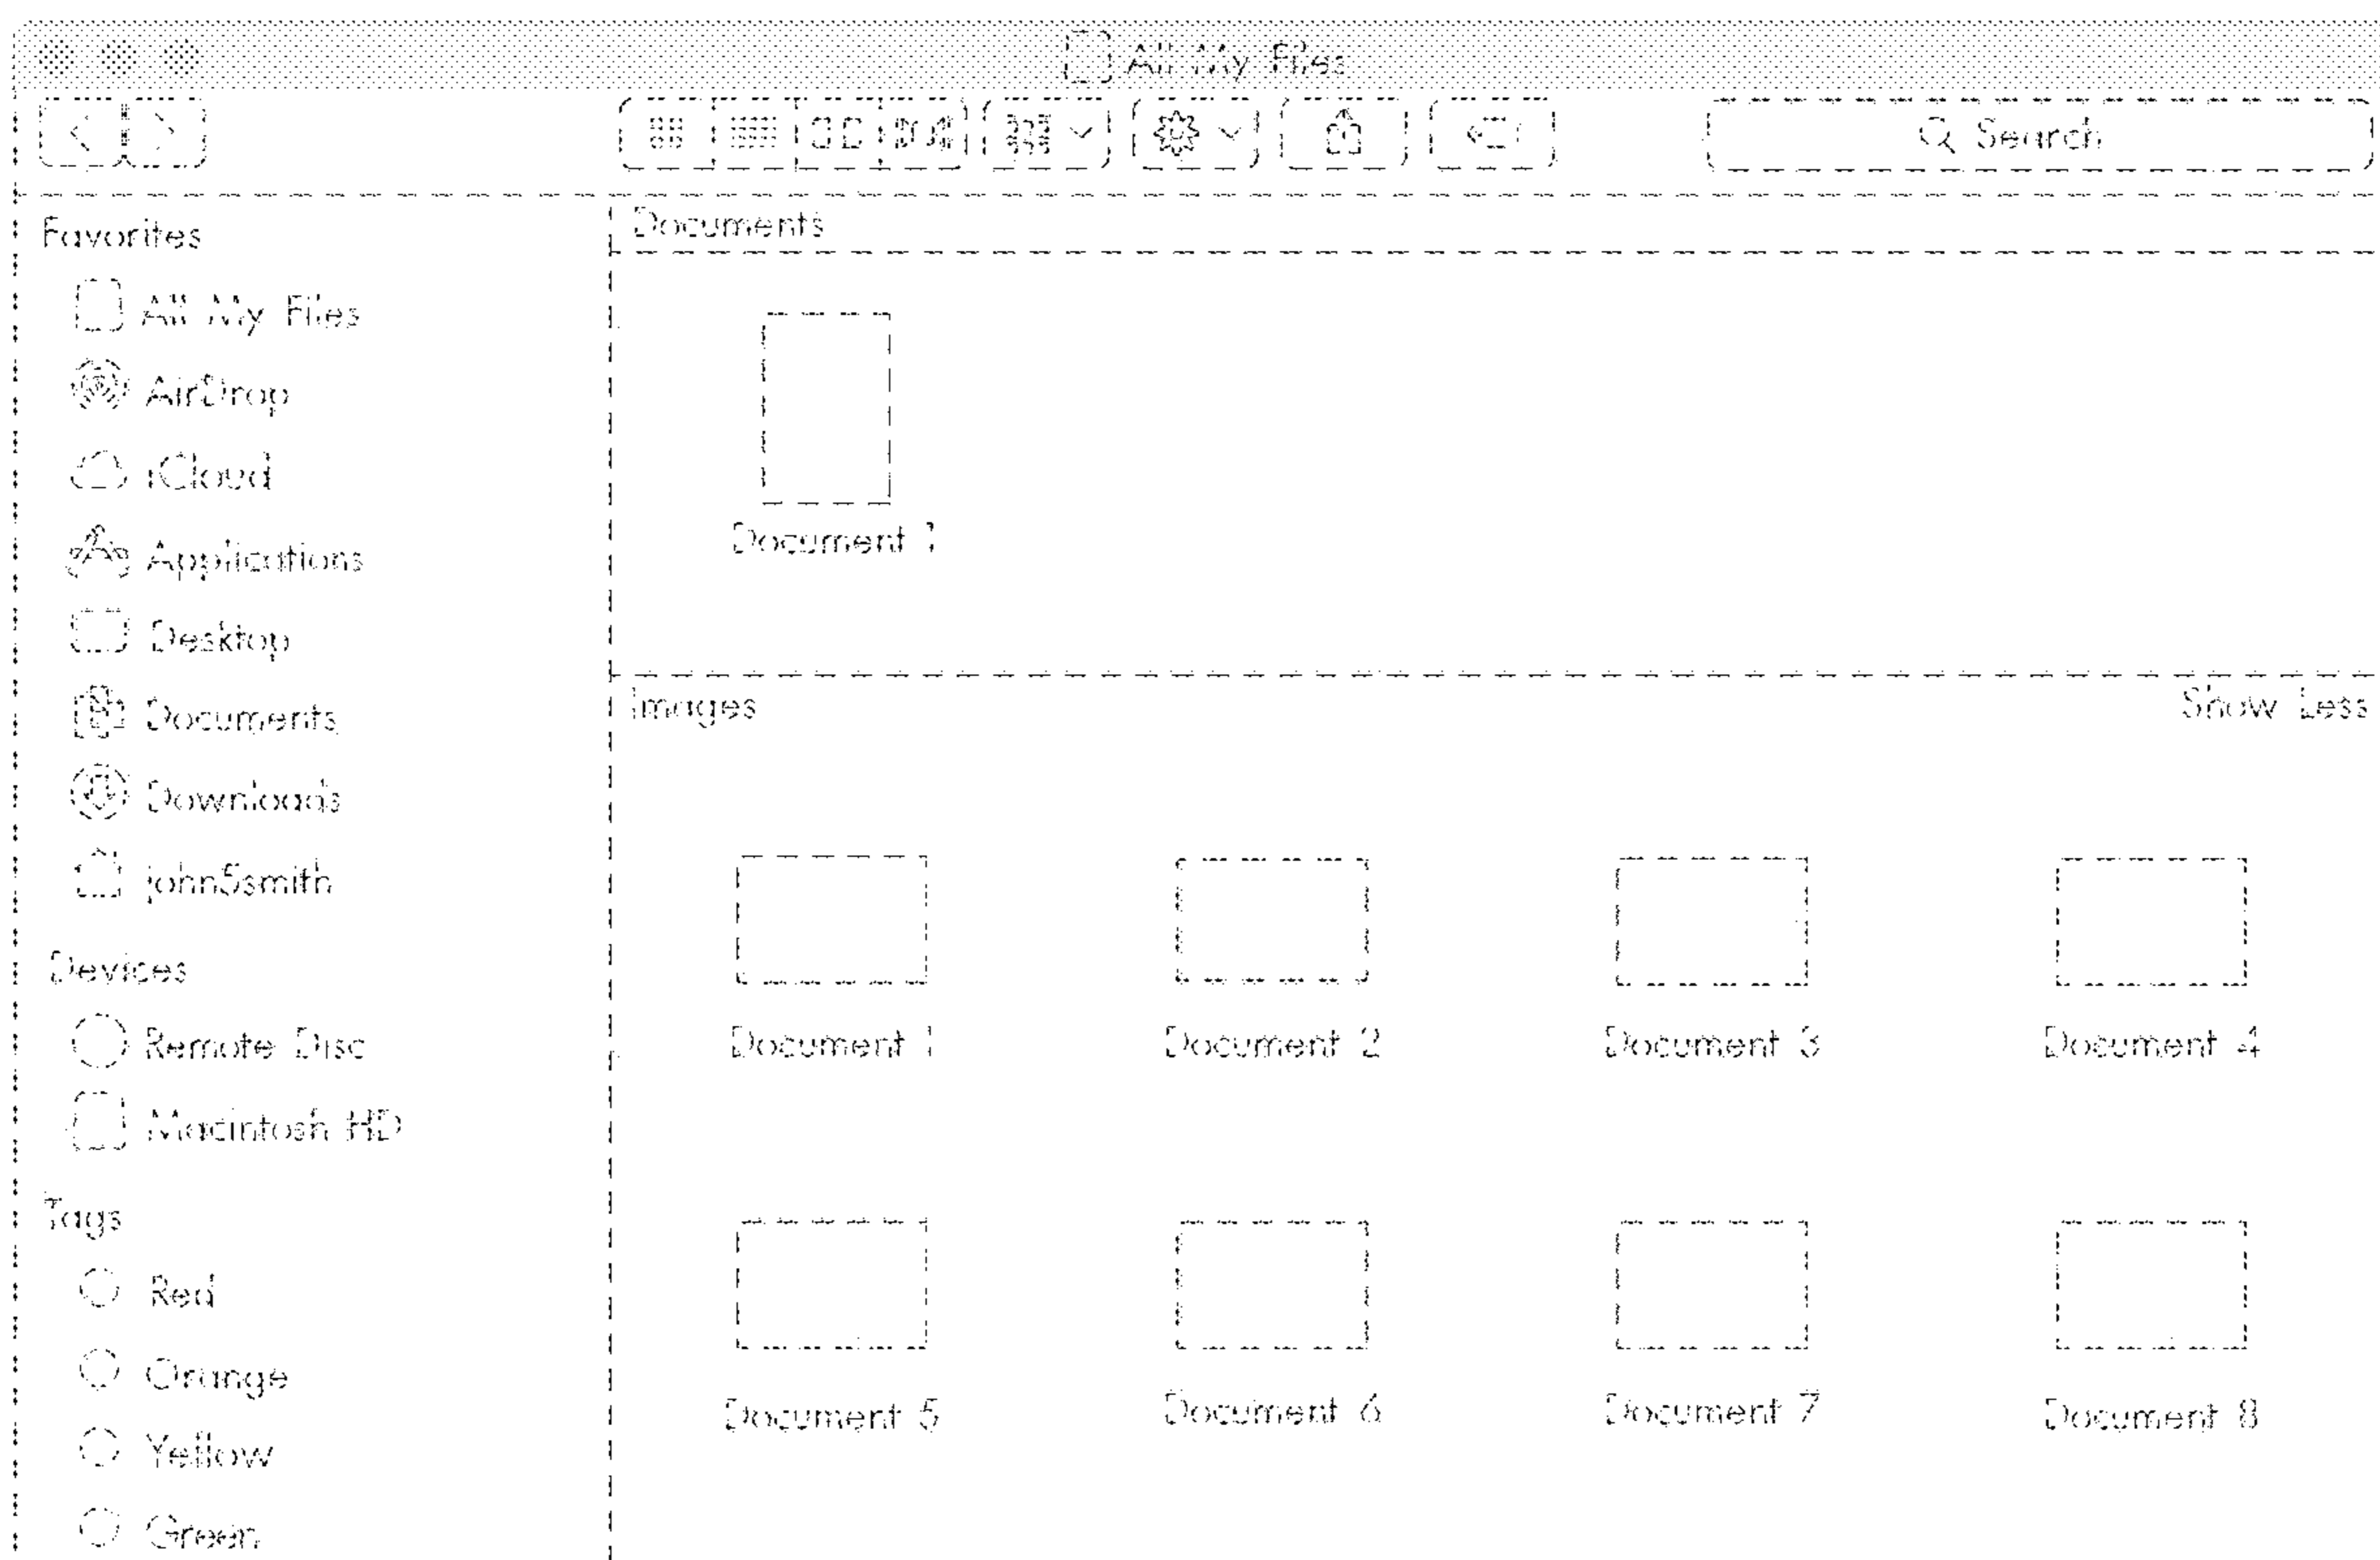 All My Files
Search
Favorites
All My Files
AirDrop
iCloud
Applications
Desktop
Documents
Downloads
john5smith
Devices
Remote Disc
Macintosh HD
Tags
Red
Orange
Yellow
Green
Documents
Document 1
Images Show Less
Document 1 Document 2 Document 3 Document 4
Document 5 Document 6 Document 7 Document 8